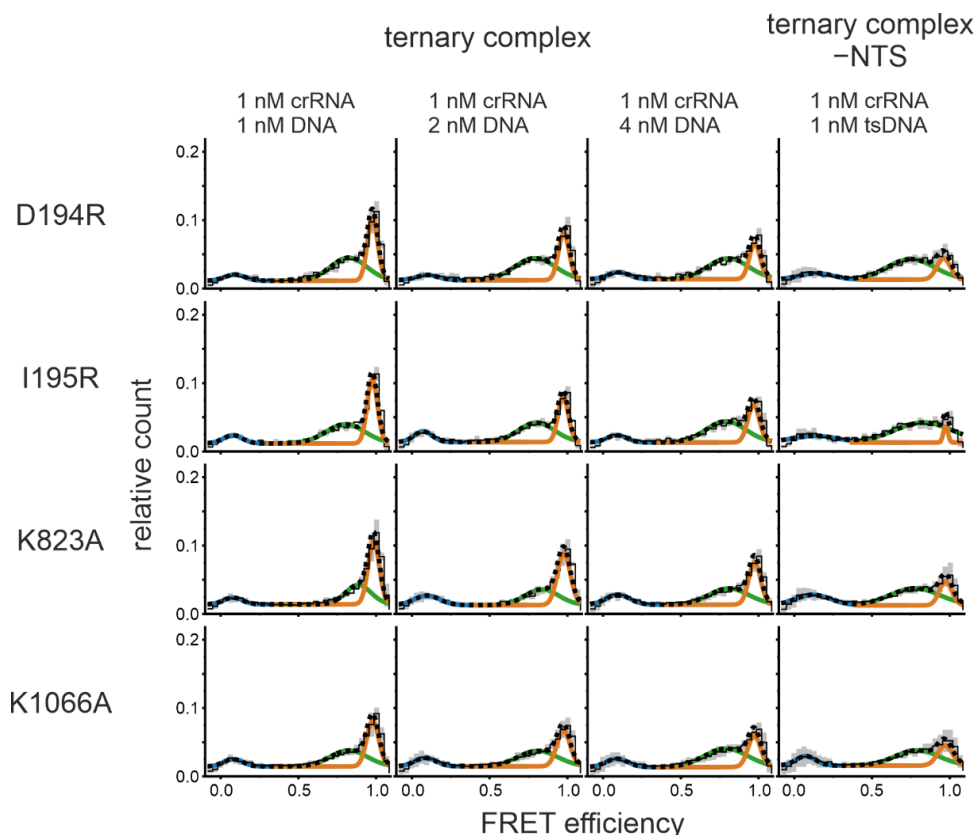 ternary complex
ternary complex
−NTS
1 nM crRNA
1 nM DNA
1 nM crRNA
2 nM DNA
1 nM crRNA
4 nM DNA
1 nM crRNA
1 nM tsDNA
D194R
0.2
0.1
0.0
I195R
0.2
0.1
0.0
K823A
0.2
0.1
0.0
K1066A
0.2
0.1
0.0
relative count
0.0 0.5 1.0 0.0 0.5 1.0 0.0 0.5 1.0 0.0 0.5 1.0
FRET efficiency